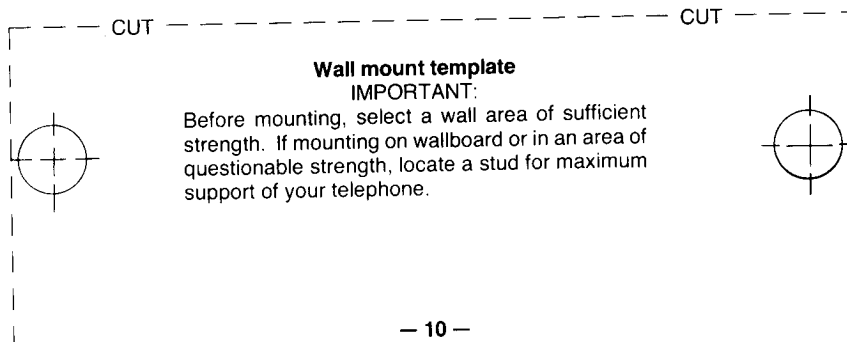 CUT CUT
Wall mount template
IMPORTANT:
Before mounting, select a wall area of sufficient
strength. If mounting on wallboard or in an area of
questionable strength, locate a stud for maximum
support of your telephone.
— 10 —